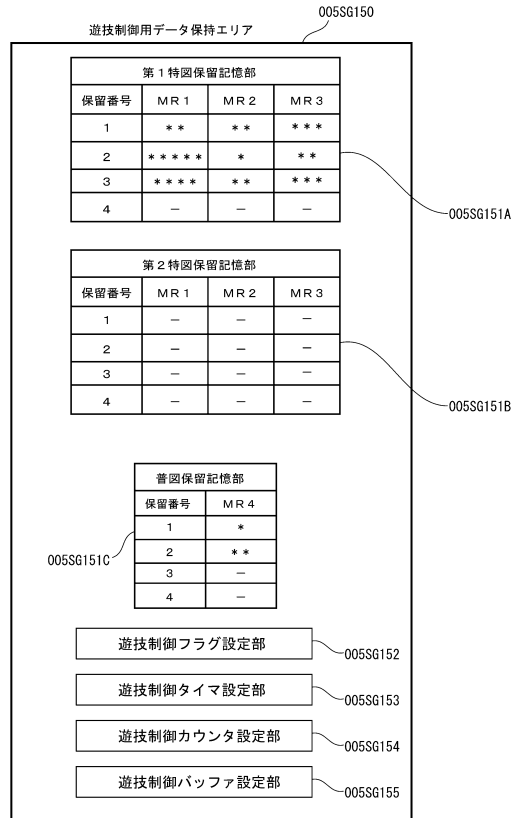 005SG150
遊技制御用データ保持エリア
第１特図保留記憶部
保留番号 ＭＲ１ ＭＲ２ ＭＲ３
1 ** ** ***
2 ***** * **
3 **** ** ***
4 － － －
005SG151A
第２特図保留記憶部
保留番号 ＭＲ１ ＭＲ２ ＭＲ３
1 － － －
2 － － －
3 － － －
4 － － －
005SG151B
普図保留記憶部
保留番号 ＭＲ４
1 *
2 **
3 －
4 －
005SG151C
遊技制御フラグ設定部
005SG152
遊技制御タイマ設定部
005SG153
遊技制御カウンタ設定部
005SG154
遊技制御バッファ設定部
005SG155